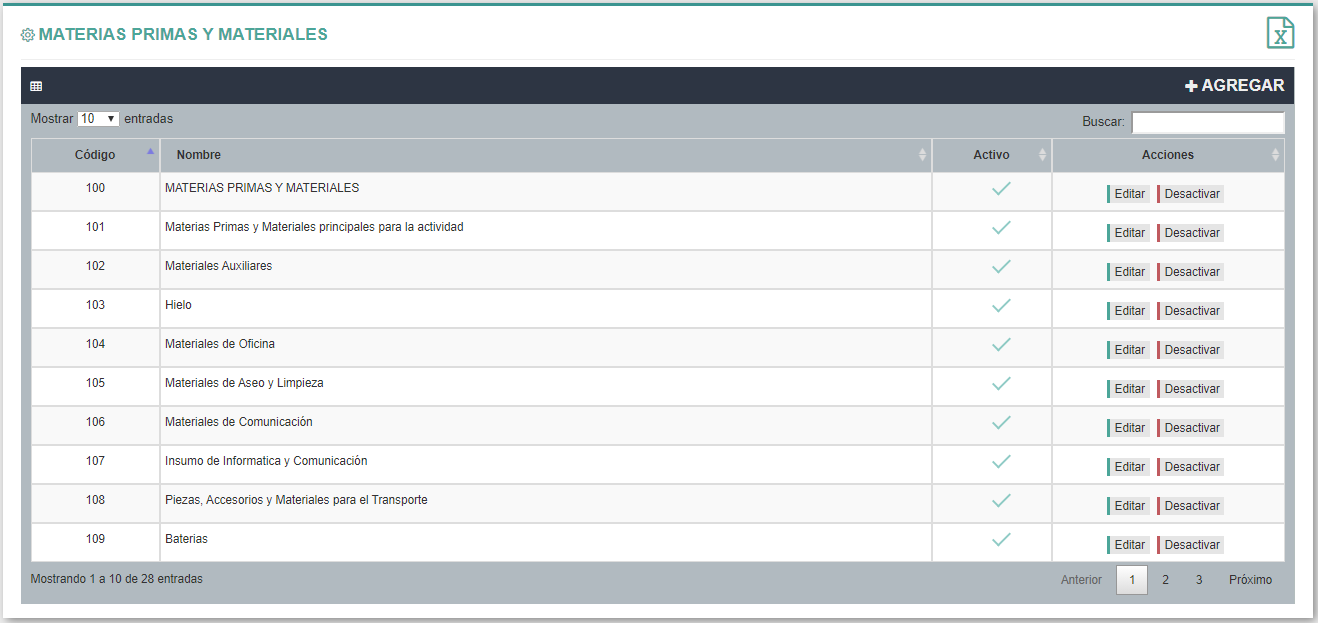 MATERIAS PRIMAS Y MATERIALES
AGREGAR
Mostrar 10 entradas
Buscar:
Código Nombre Activo Acciones
100 MATERIAS PRIMAS Y MATERIALES Editar Desactivar
101 Materias Primas y Materiales principales para la actividad Editar Desactivar
102 Materiales Auxiliares Editar Desactivar
103 Hielo Editar Desactivar
104 Materiales de Oficina Editar Desactivar
105 Materiales de Aseo y Limpieza Editar Desactivar
106 Materiales de Comunicación Editar Desactivar
107 Insumo de Informatica y Comunicación Editar Desactivar
108 Piezas, Accesorios y Materiales para el Transporte Editar Desactivar
109 Baterias Editar Desactivar
Mostrando 1 a 10 de 28 entradas
Anterior 1 2 3 Próximo